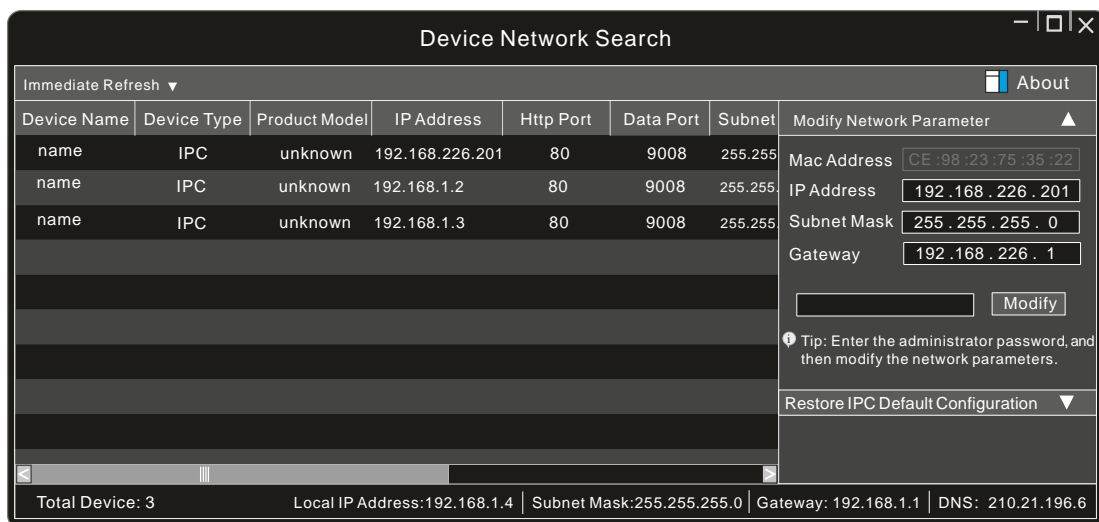 Device Network Search
Immediate Refresh ▼ About
Device Name Device Type Product Model IP Address Http Port Data Port Subnet
name IPC unknown 192.168.226.201 80 9008 255.255
name IPC unknown 192.168.1.2 80 9008 255.255.
name IPC unknown 192.168.1.3 80 9008 255.255.
Modify Network Parameter ▲
Mac Address CE :98 :23 :75 :35 :22
IP Address 192 .168 . 226 . 201
Subnet Mask 255 . 255 . 255 . 0
Gateway 192 .168 . 226 . 1
Modify
Tip: Enter the administrator password, and
then modify the network parameters.
Restore IPC Default Configuration ▼
Total Device: 3 Local IP Address:192.168.1.4 Subnet Mask:255.255.255.0 Gateway: 192.168.1.1 DNS: 210.21.196.6